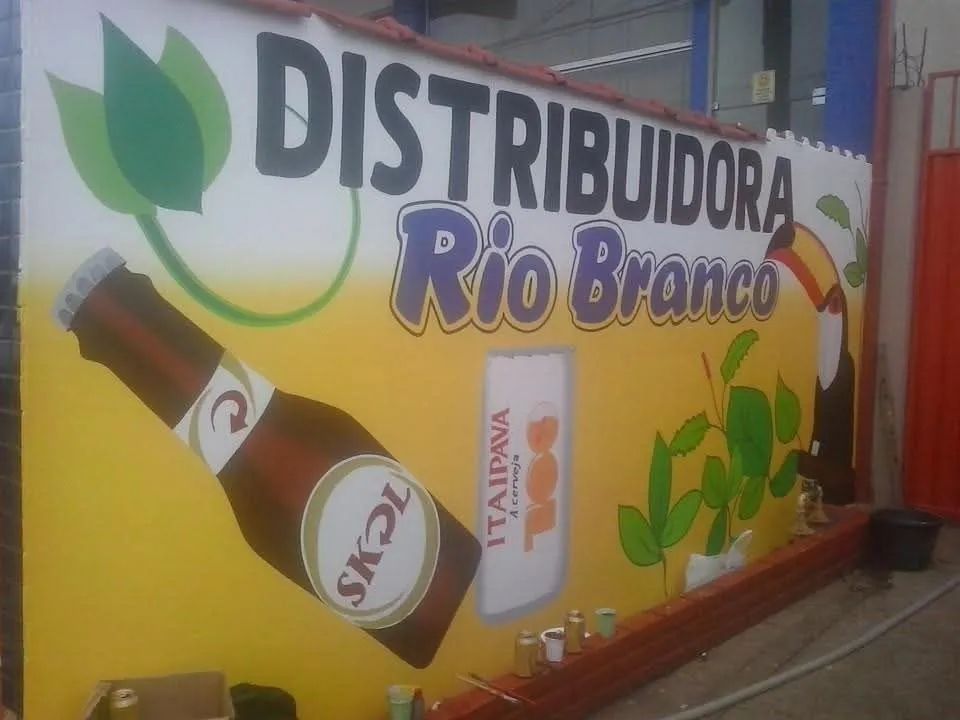 DISTRIBUIDORA
Rio Branco
SKOL
ITAIPAVA
A cerveja
100%